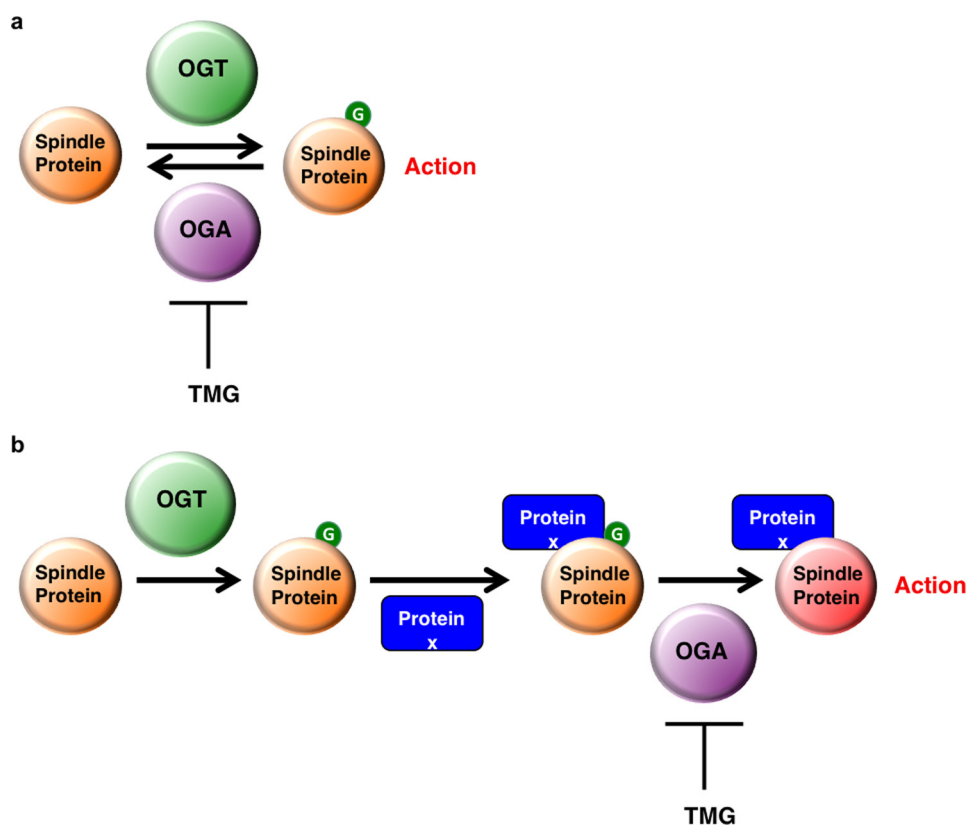 a
OGT
G
Spindle
Protein
Spindle
Protein
Action
OGA
TMG
b
OGT
Protein
x
Protein
x
G
G
Spindle
Protein
Spindle
Protein
Spindle
Protein
Spindle
Protein
Action
Protein
x
OGA
TMG